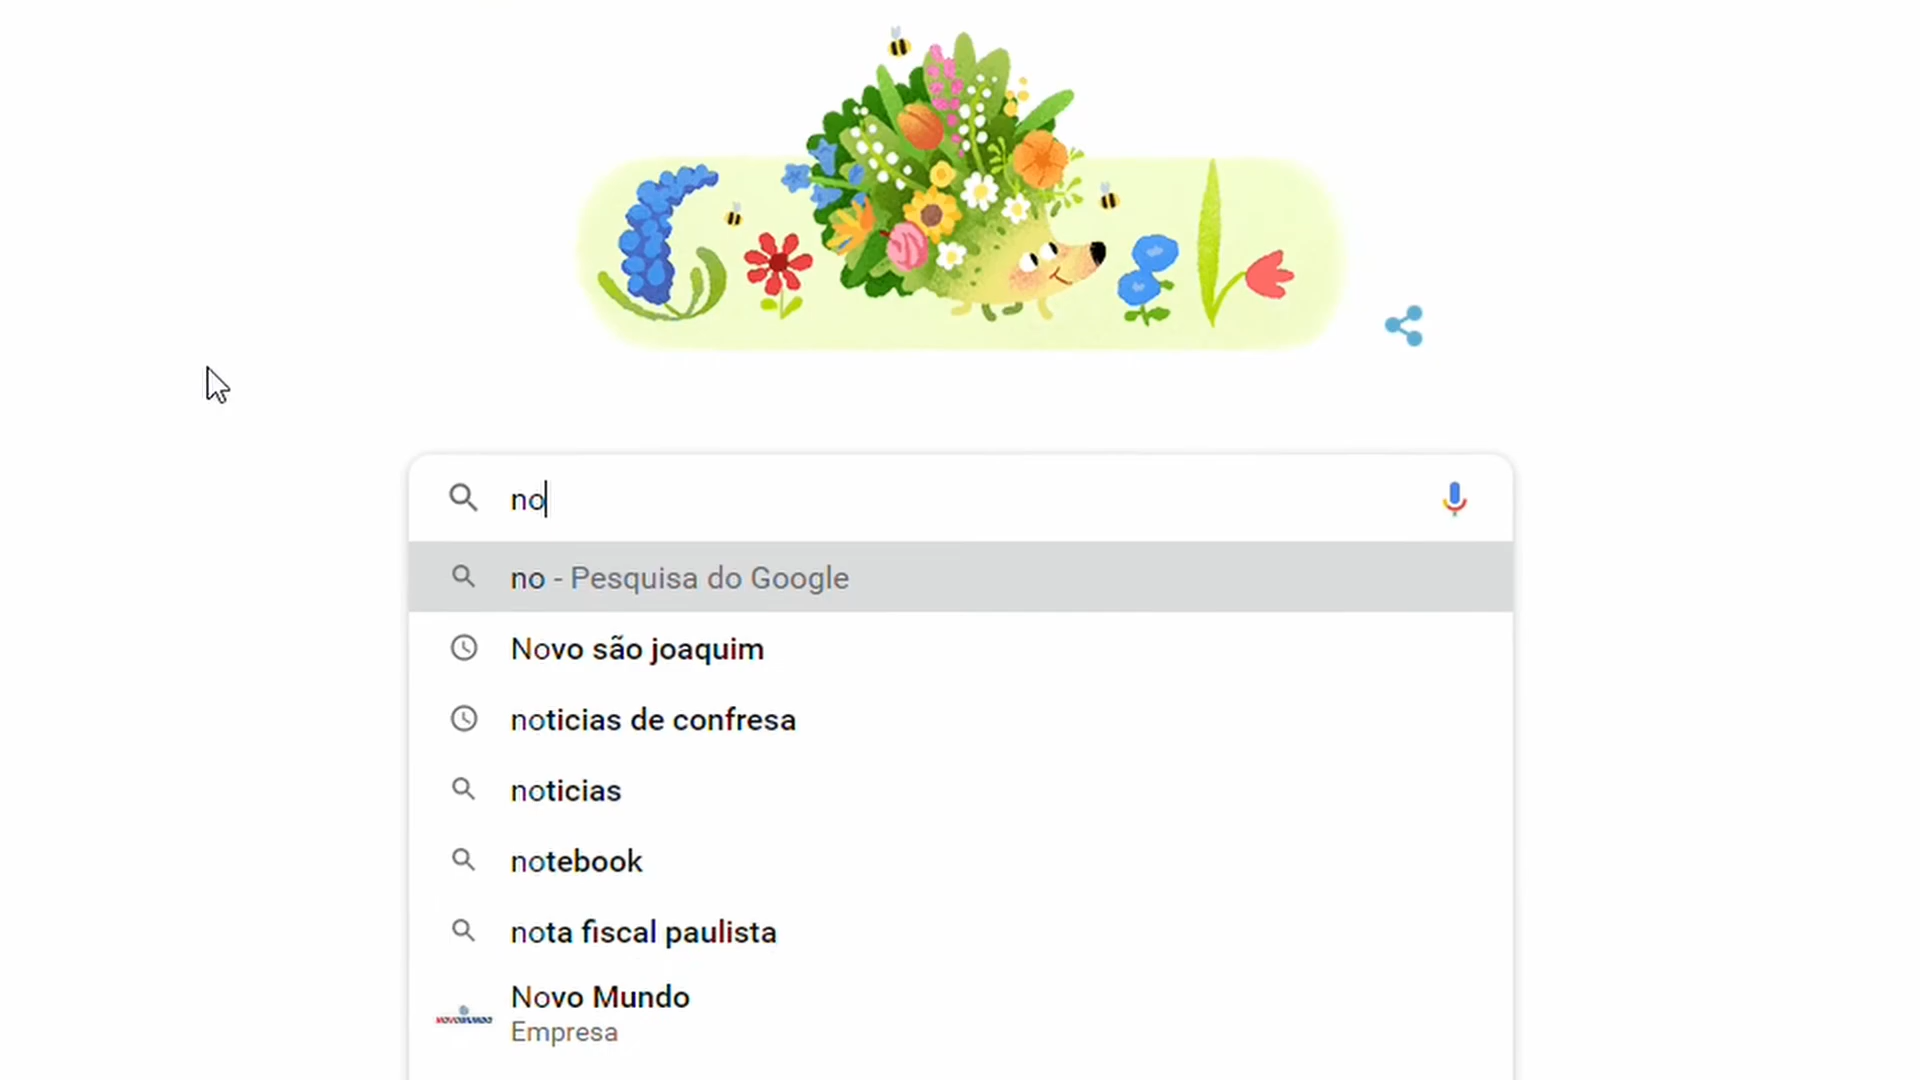 no
no - Pesquisa do Google
Novo são joaquim
noticias de confresa
noticias
notebook
nota fiscal paulista
Novo Mundo
NOVOMUNDO
Empresa